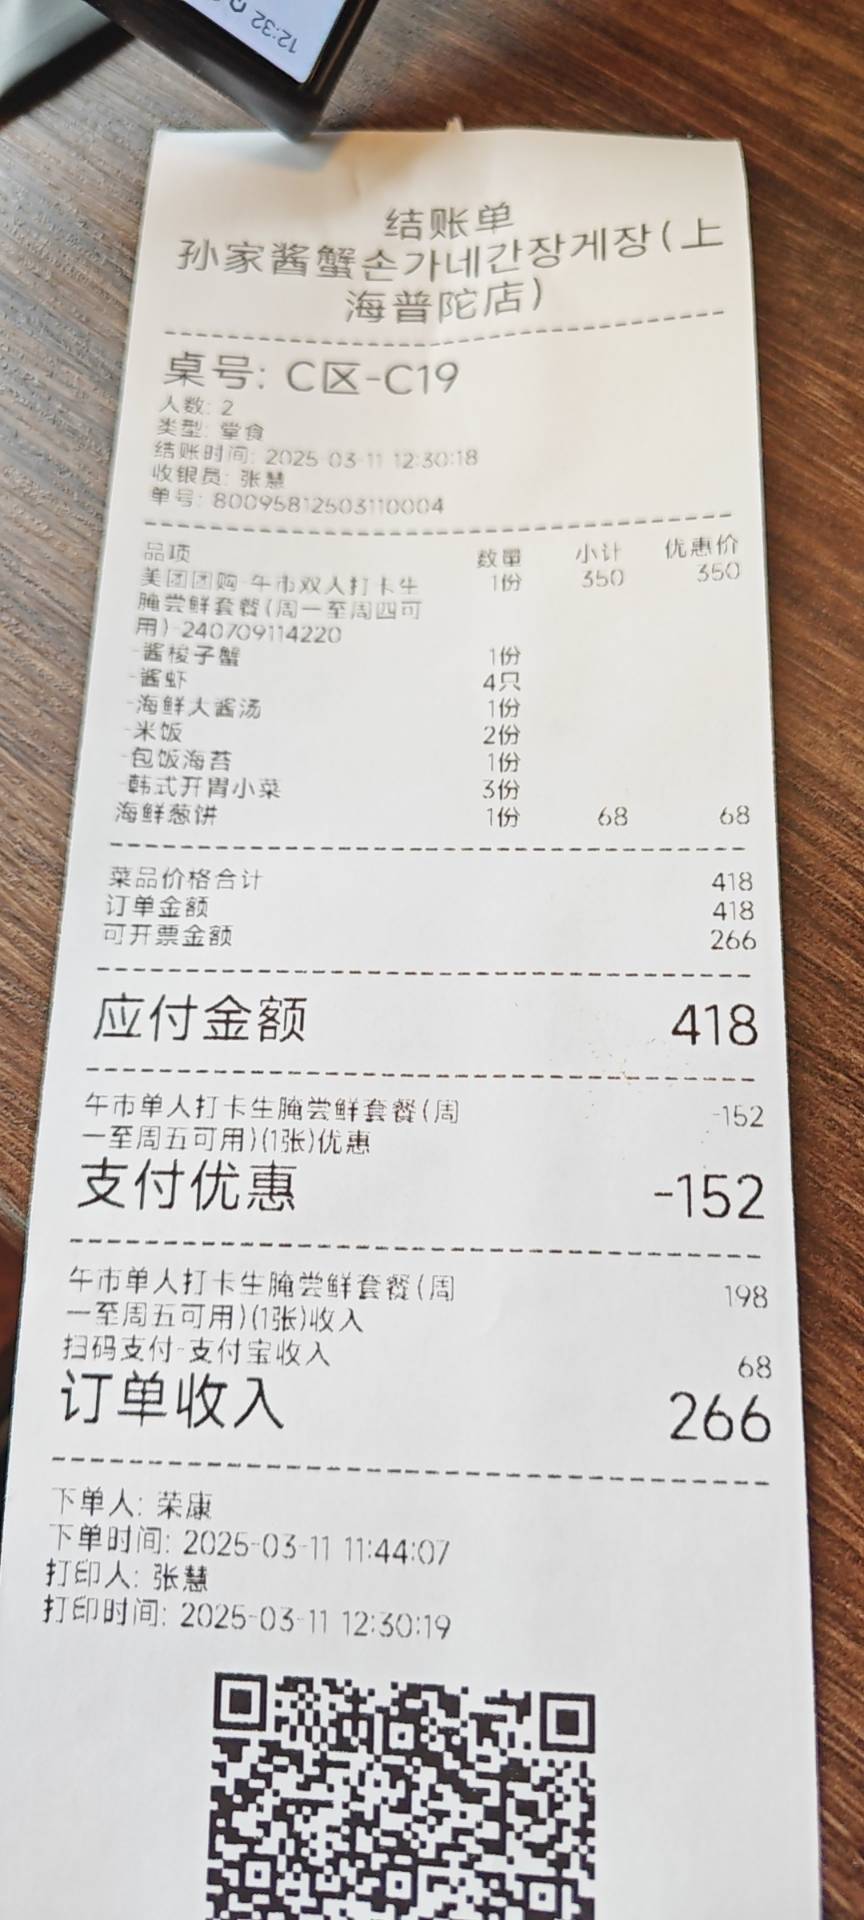 12:32
结账单
孙家酱蟹손가네간장게장(上
海普陀店)
桌号: C区-C19
人数: 2
类型: 堂食
结账时间: 2025-03-11 12:30:18
收银员: 张慧
单号: 80095812503110004
品项 数量 小计 优惠价
美团团购-午市双人打卡生 1份 350 350
腌尝鲜套餐(周一至周四可
用)-240709114220
-酱梭子蟹 1份
-酱虾 4只
-海鲜大酱汤 1份
-米饭 2份
-包饭海苔 1份
-韩式开胃小菜 3份
海鲜葱饼 1份 68 68
菜品价格合计 418
订单金额 418
可开票金额 266
应付金额 418
午市单人打卡生腌尝鲜套餐(周 -152
一至周五可用)(1张)优惠
支付优惠 -152
午市单人打卡生腌尝鲜套餐(周 198
一至周五可用)(1张)收入
扫码支付-支付宝收入 68
订单收入 266
下单人: 荣康
下单时间: 2025-03-11 11:44:07
打印人: 张慧
打印时间: 2025-03-11 12:30:19